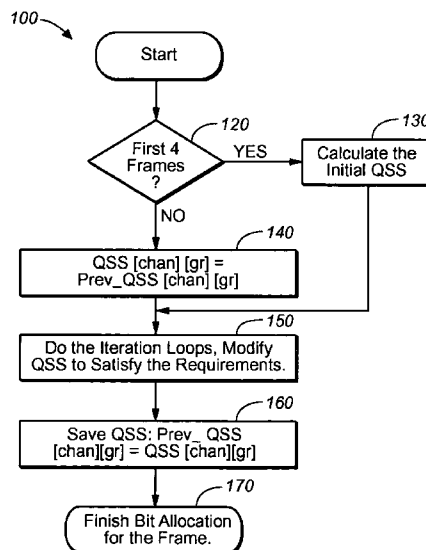 100
Start
120
First 4
Frames
?
YES
NO
130
Calculate the
Initial QSS
140
QSS [chan] [gr] =
Prev_QSS [chan] [gr]
150
Do the Iteration Loops, Modify
QSS to Satisfy the Requirements.
160
Save QSS: Prev_ QSS
[chan][gr] = QSS [chan][gr]
170
Finish Bit Allocation
for the Frame.